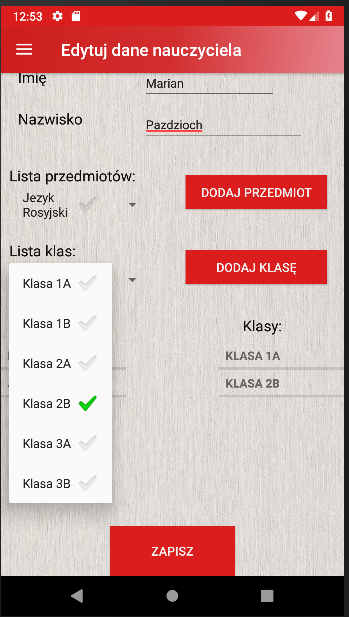 12:53
Edytuj dane nauczyciela
Imię
Marian
Nazwisko
Pazdzioch
Lista przedmiotów:
Jezyk
Rosyjski
DODAJ PRZEDMIOT
Lista klas:
DODAJ KLASĘ
Klasa 1A
Klasa 1B
Klasa 2A
Klasa 2B
Klasa 3A
Klasa 3B
Klasy:
KLASA 1A
KLASA 2B
ZAPISZ